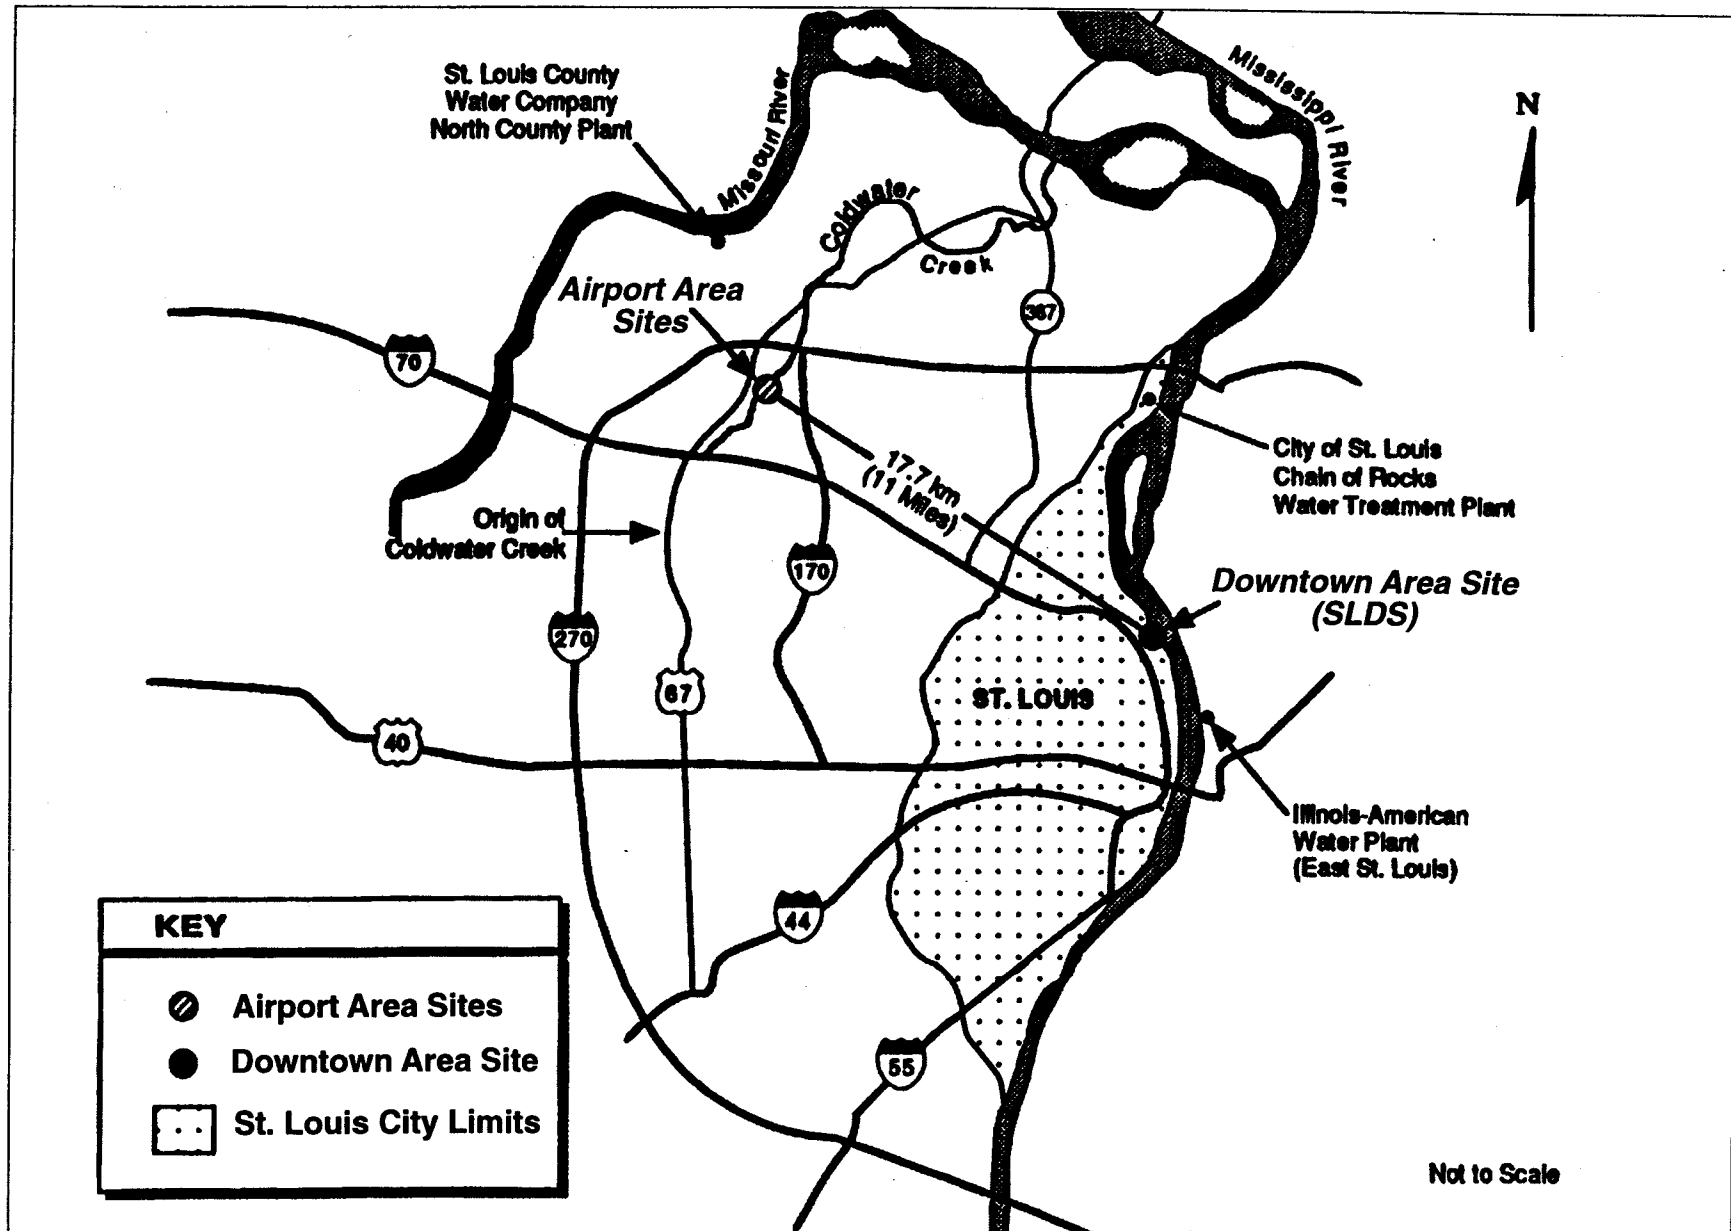 St. Louis County
Water Company
North County Plant
Missouri River
Mississippi River
N
Coldwater
Creek
Airport Area
Sites
367
70
17.7 km
(11 Miles)
City of St. Louis
Chain of Rocks
Water Treatment Plant
Origin of
Coldwater Creek
170
Downtown Area Site
(SLDS)
270
67
ST. LOUIS
40
Illinois-American
Water Plant
(East St. Louis)
44
KEY
Airport Area Sites
Downtown Area Site
St. Louis City Limits
55
Not to Scale